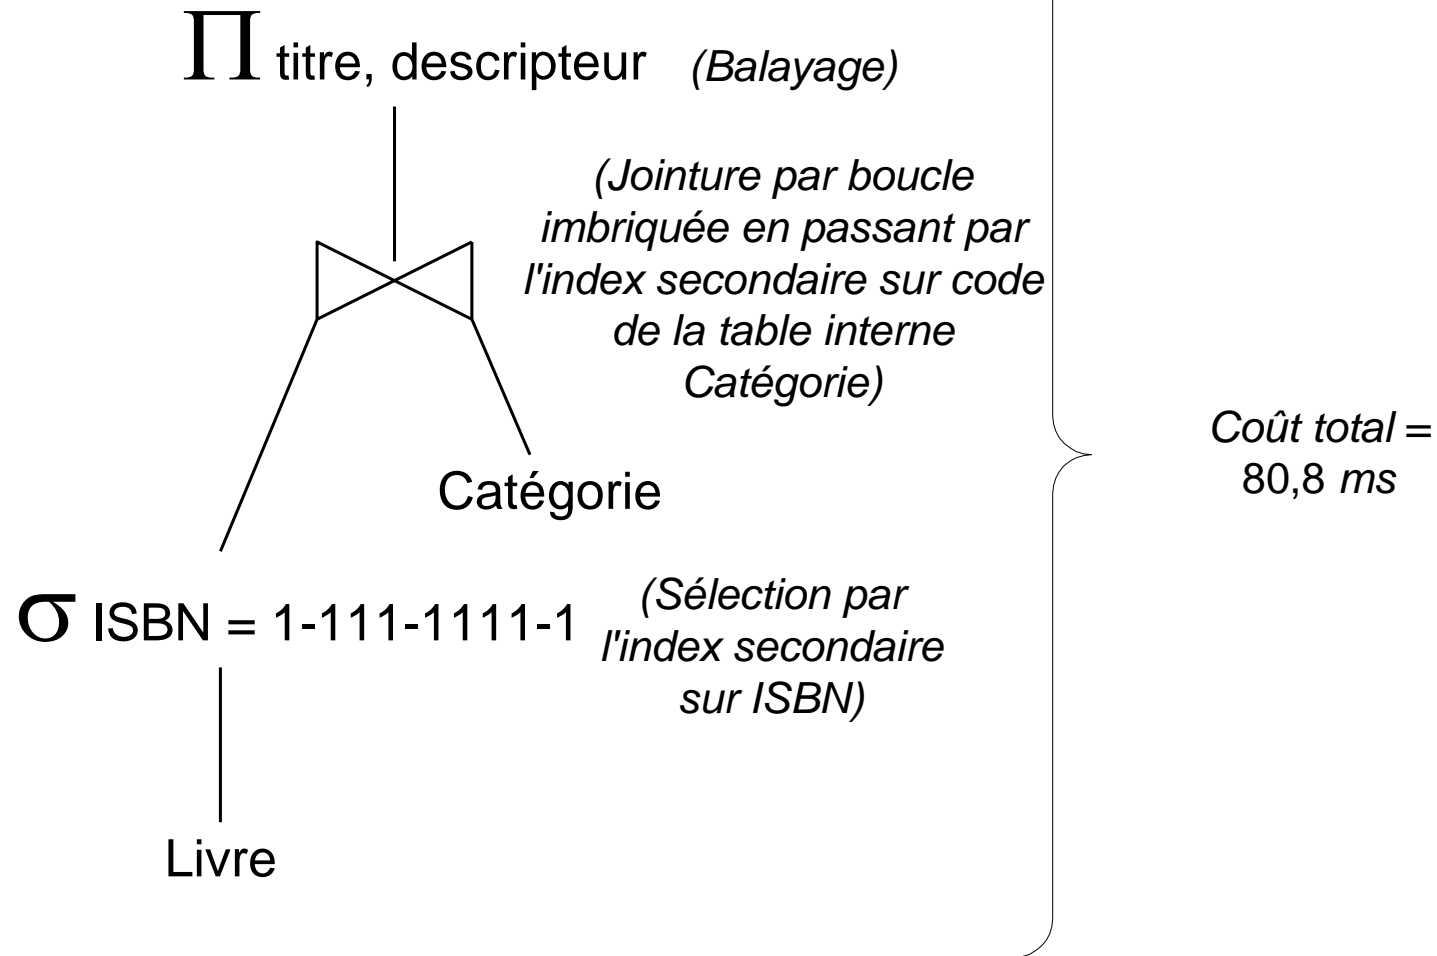 Π titre, descripteur (Balayage)
(Jointure par boucle
imbriquée en passant par
l'index secondaire sur code
de la table interne
Catégorie)
Coût total =
80,8 ms
Catégorie
σ ISBN = 1-111-1111-1
(Sélection par
l'index secondaire
sur ISBN)
Livre